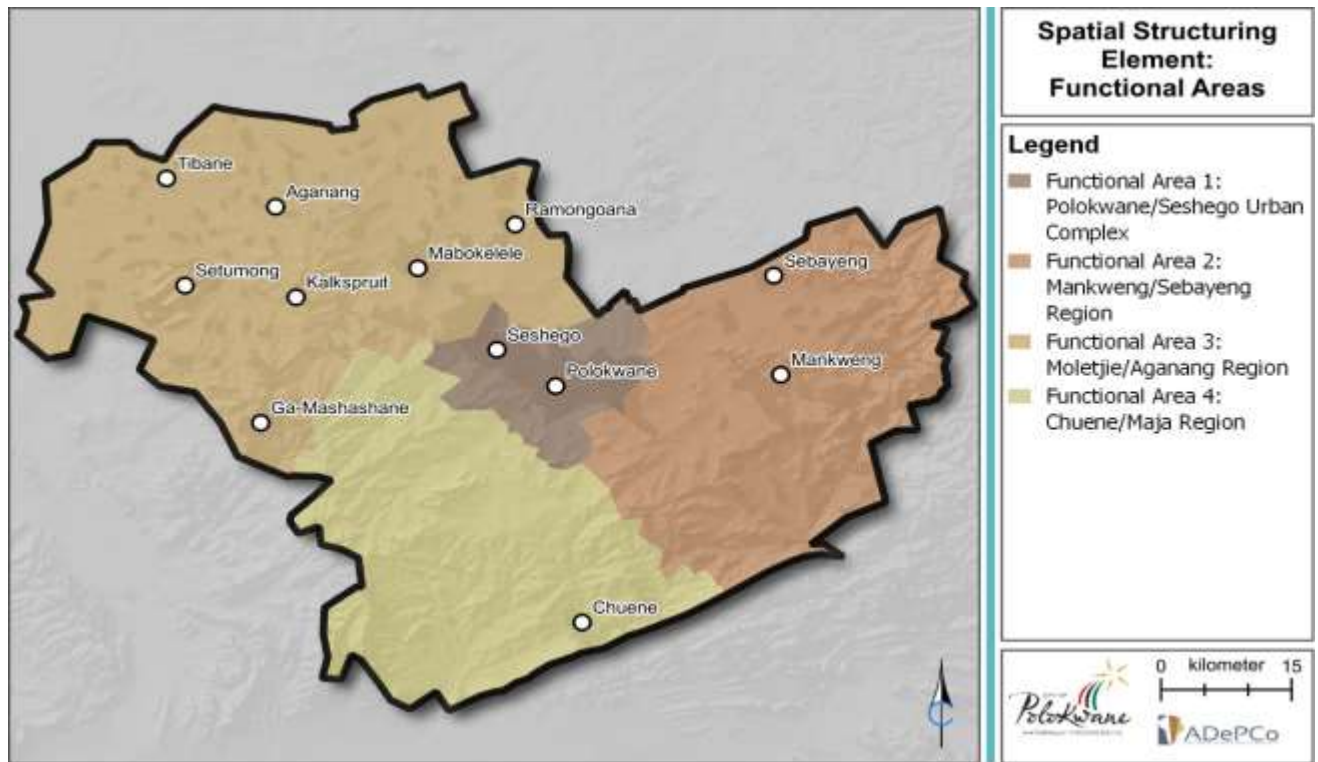 Spatial Structuring
Element:
Functional Areas
Tibane
Aganang
Ramongoana
Mabokelele
Setumong
Kalkspruit
Sebayeng
Seshego
Polokwane
Mankweng
Ga-Mashashane
Chuene
Legend
Functional Area 1:
Polokwane/Seshego Urban
Complex
Functional Area 2:
Mankweng/Sebayeng
Region
Functional Area 3:
Moletjie/Aganang Region
Functional Area 4:
Chuene/Maja Region
0 kilometer 15
Polokwane
ADePCo